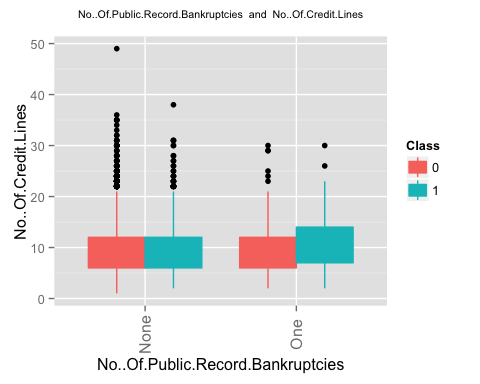 No..Of.Public.Record.Bankruptcies and No..Of.Credit.Lines
50
40
30
20
10
0
No..Of.Credit.Lines
None
One
No..Of.Public.Record.Bankruptcies
Class
0
1